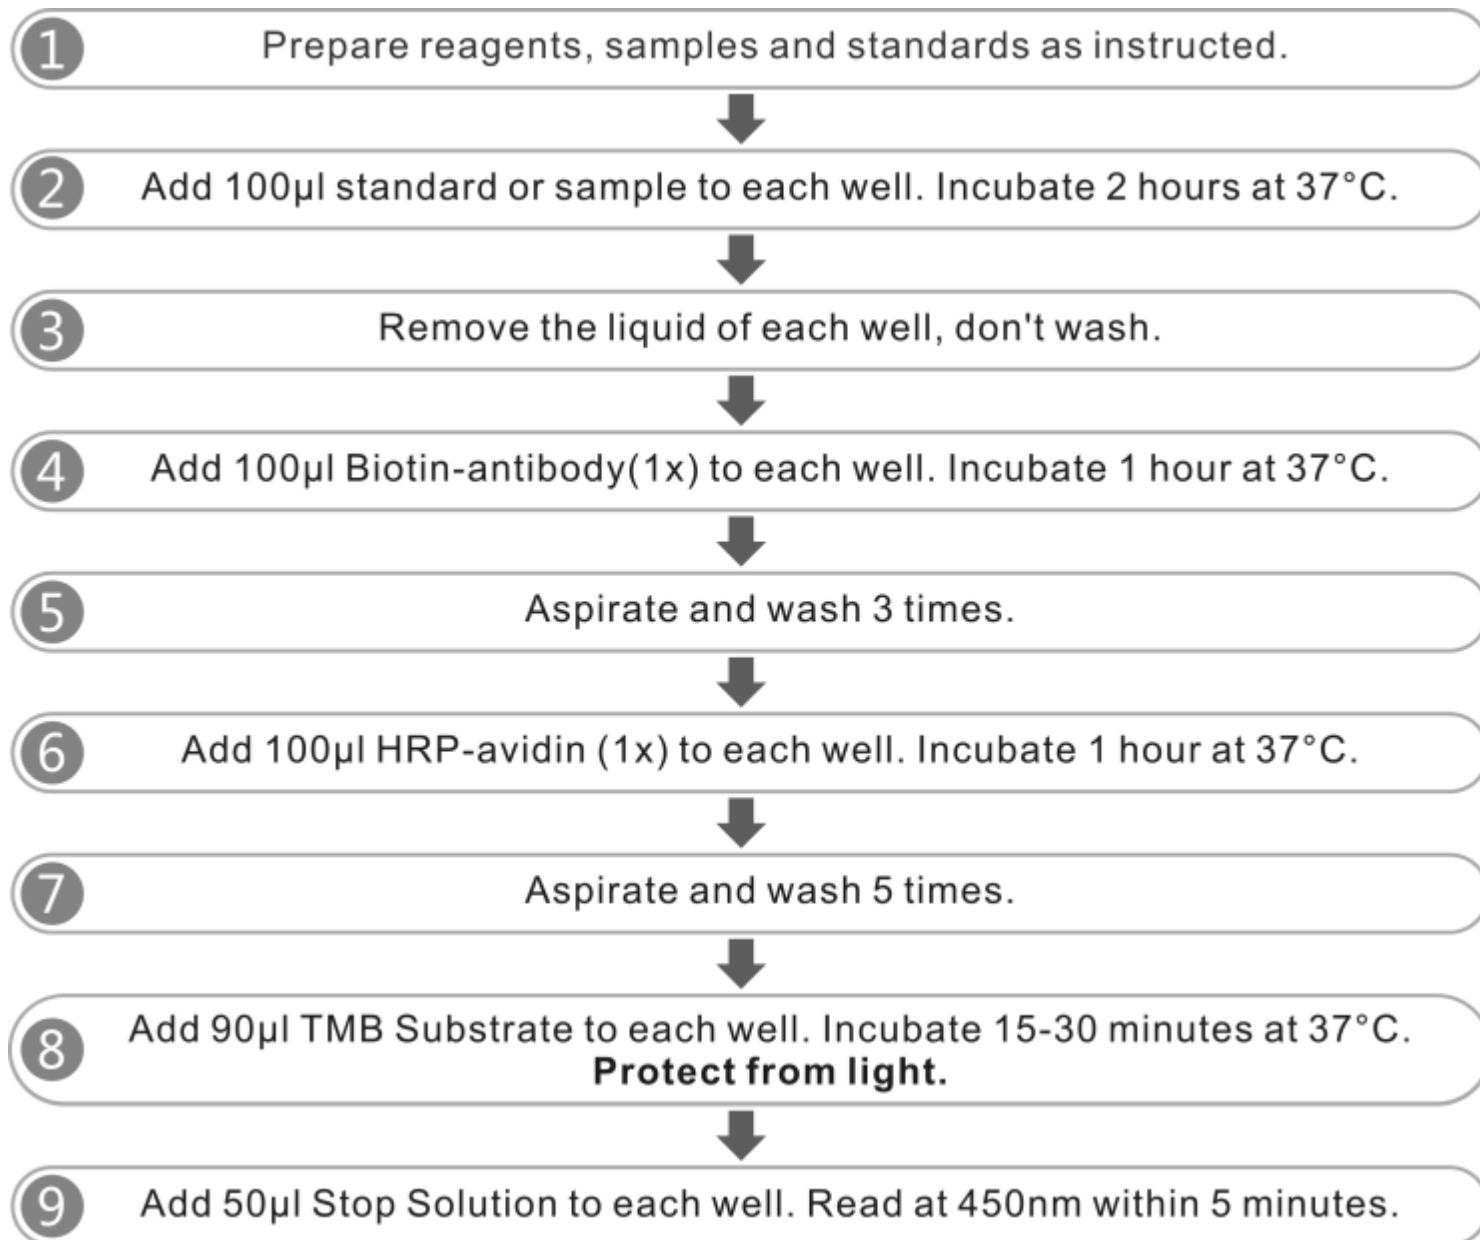 1 Prepare reagents, samples and standards as instructed.
2 Add 100µl standard or sample to each well. Incubate 2 hours at 37°C.
3 Remove the liquid of each well, don't wash.
4 Add 100µl Biotin-antibody(1x) to each well. Incubate 1 hour at 37°C.
5 Aspirate and wash 3 times.
6 Add 100µl HRP-avidin (1x) to each well. Incubate 1 hour at 37°C.
7 Aspirate and wash 5 times.
8 Add 90µl TMB Substrate to each well. Incubate 15-30 minutes at 37°C.
Protect from light.
9 Add 50µl Stop Solution to each well. Read at 450nm within 5 minutes.